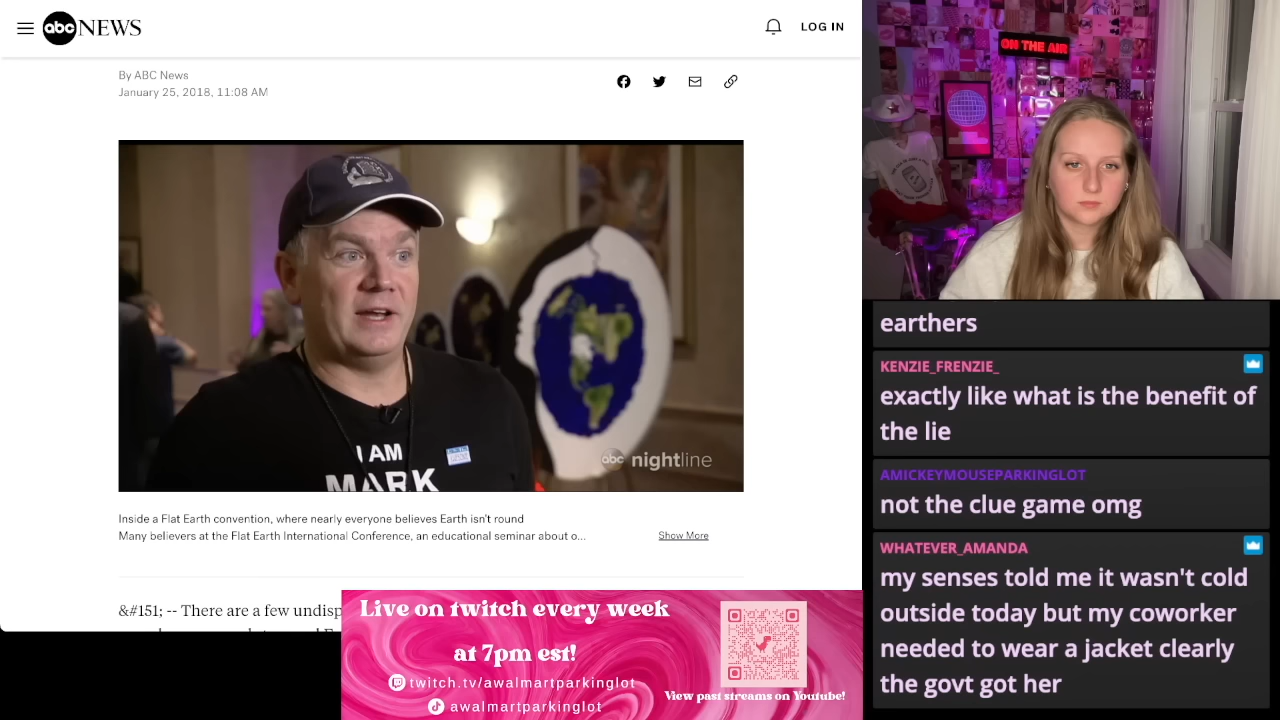 abc NEWS
LOG IN
By ABC News
January 25, 2018, 11:08 AM
I AM
MARK
abc nightline
Inside a Flat Earth convention, where nearly everyone believes Earth isn't round
Many believers at the Flat Earth International Conference, an educational seminar about o...
Show More
&#151; -- There are a few undisp
Live on twitch every week
at 7pm est!
twitch.tv/awalmartparkinglot
awalmartparkinglot
View past streams on Youtube!
ON THE AIR
earthers
KENZIE_FRENZIE_
exactly like what is the benefit of
the lie
AMICKEYMOUSEPARKINGLOT
not the clue game omg
WHATEVER_AMANDA
my senses told me it wasn't cold
outside today but my coworker
needed to wear a jacket clearly
the govt got her